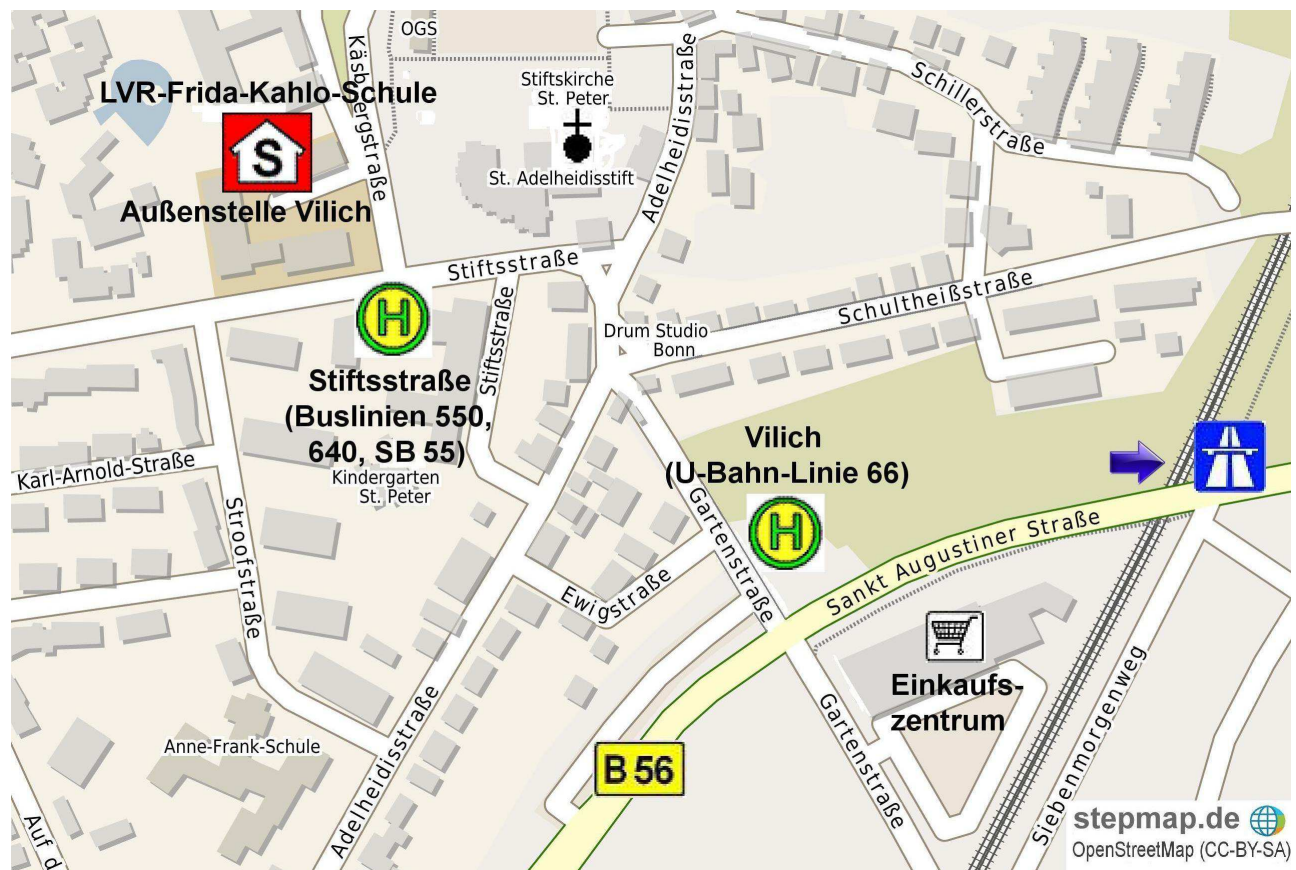 OGS
Käsbergstraße
LVR-Frida-Kahlo-Schule
S
Außenstelle Vilich
Stiftskirche
St. Peter
St. Adelheidisstift
Adelheidisstraße
Schillerstraße
Stiftsstraße
Schultheißstraße
H
Stiftsstraße
Drum Studio
Bonn
Stiftsstraße
(Buslinien 550,
640, SB 55)
Kindergarten
St. Peter
Karl-Arnold-Straße
Stroofstraße
Vilich
(U-Bahn-Linie 66)
H
Gartenstraße
Sankt Augustiner Straße
Ewigstraße
Einkaufs-
zentrum
Gartenstraße
Siebenmorgenweg
Anne-Frank-Schule
Adelheidisstraße
B 56
Auf d
stepmap.de
OpenStreetMap (CC-BY-SA)